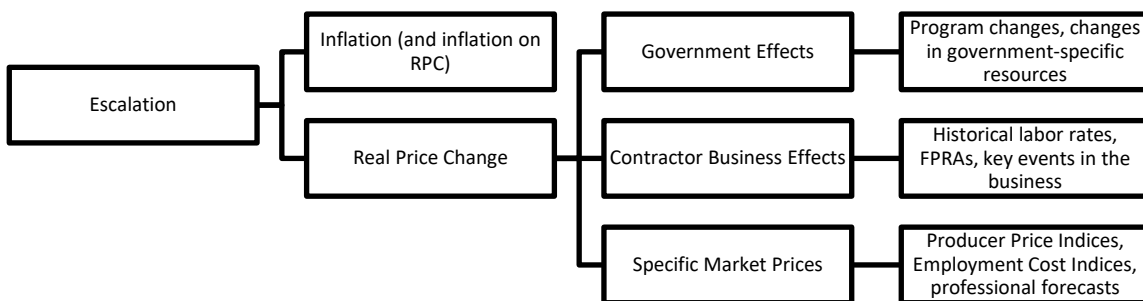 Escalation
Inflation (and inflation on
RPC)
Real Price Change
Government Effects
Contractor Business Effects
Specific Market Prices
Program changes, changes
in government-specific
resources
Historical labor rates,
FPRAs, key events in the
business
Producer Price Indices,
Employment Cost Indices,
professional forecasts